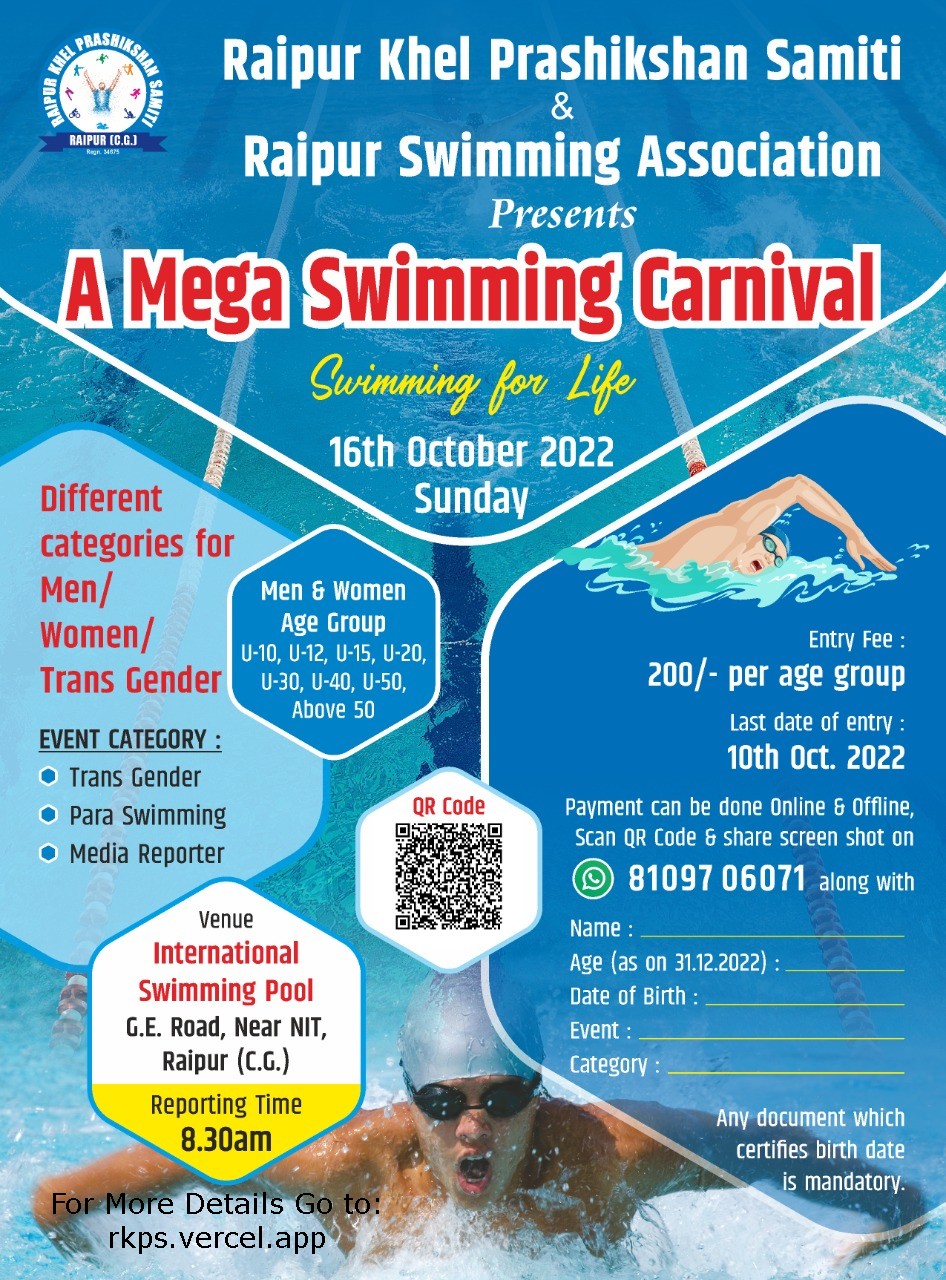 RAIPUR KHEL PRASHIKSHAN SAMITI
RAIPUR (C.G.)
Regn. 34875
Raipur Khel Prashikshan Samiti
&
Raipur Swimming Association
Presents
A Mega Swimming Carnival
Swimming for Life
16th October 2022
Sunday
Different
categories for
Men/
Women/
Trans Gender
EVENT CATEGORY :
Trans Gender
Para Swimming
Media Reporter
Men & Women
Age Group
U-10, U-12, U-15, U-20,
U-30, U-40, U-50,
Above 50
Entry Fee :
200/- per age group
Last date of entry :
10th Oct. 2022
Payment can be done Online & Offline,
Scan QR Code & share screen shot on
81097 06071 along with
Name :
Age (as on 31.12.2022) :
Date of Birth :
Event :
Category :
Any document which
certifies birth date
is mandatory.
QR Code
Venue
International
Swimming Pool
G.E. Road, Near NIT,
Raipur (C.G.)
Reporting Time
8.30am
For More Details Go to:
rkps.vercel.app